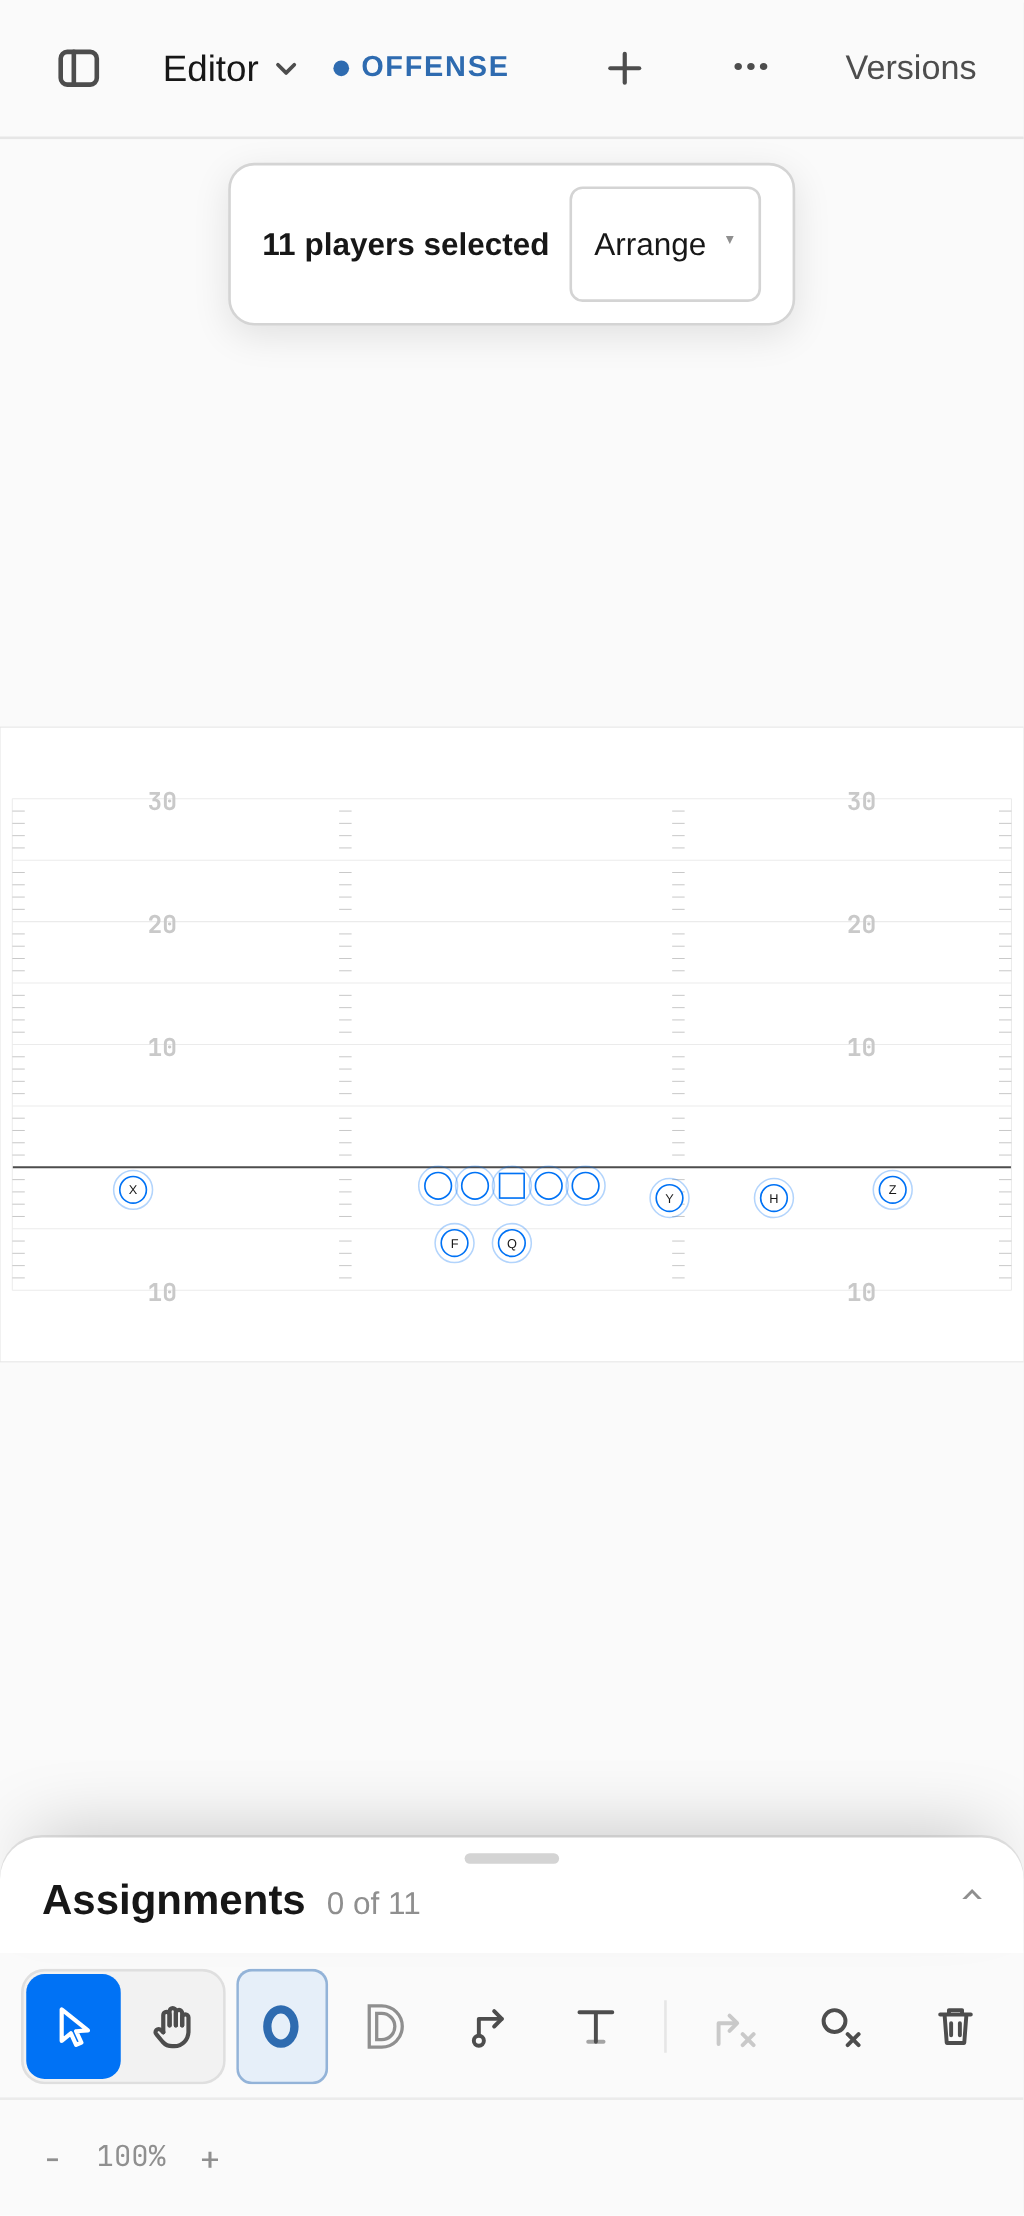 Editor OFFENSE Versions
11 players selected Arrange
30 30
20 20
10 10
X Y H Z
F Q
10 10
Assignments 0 of 11
O D T
- 100% +